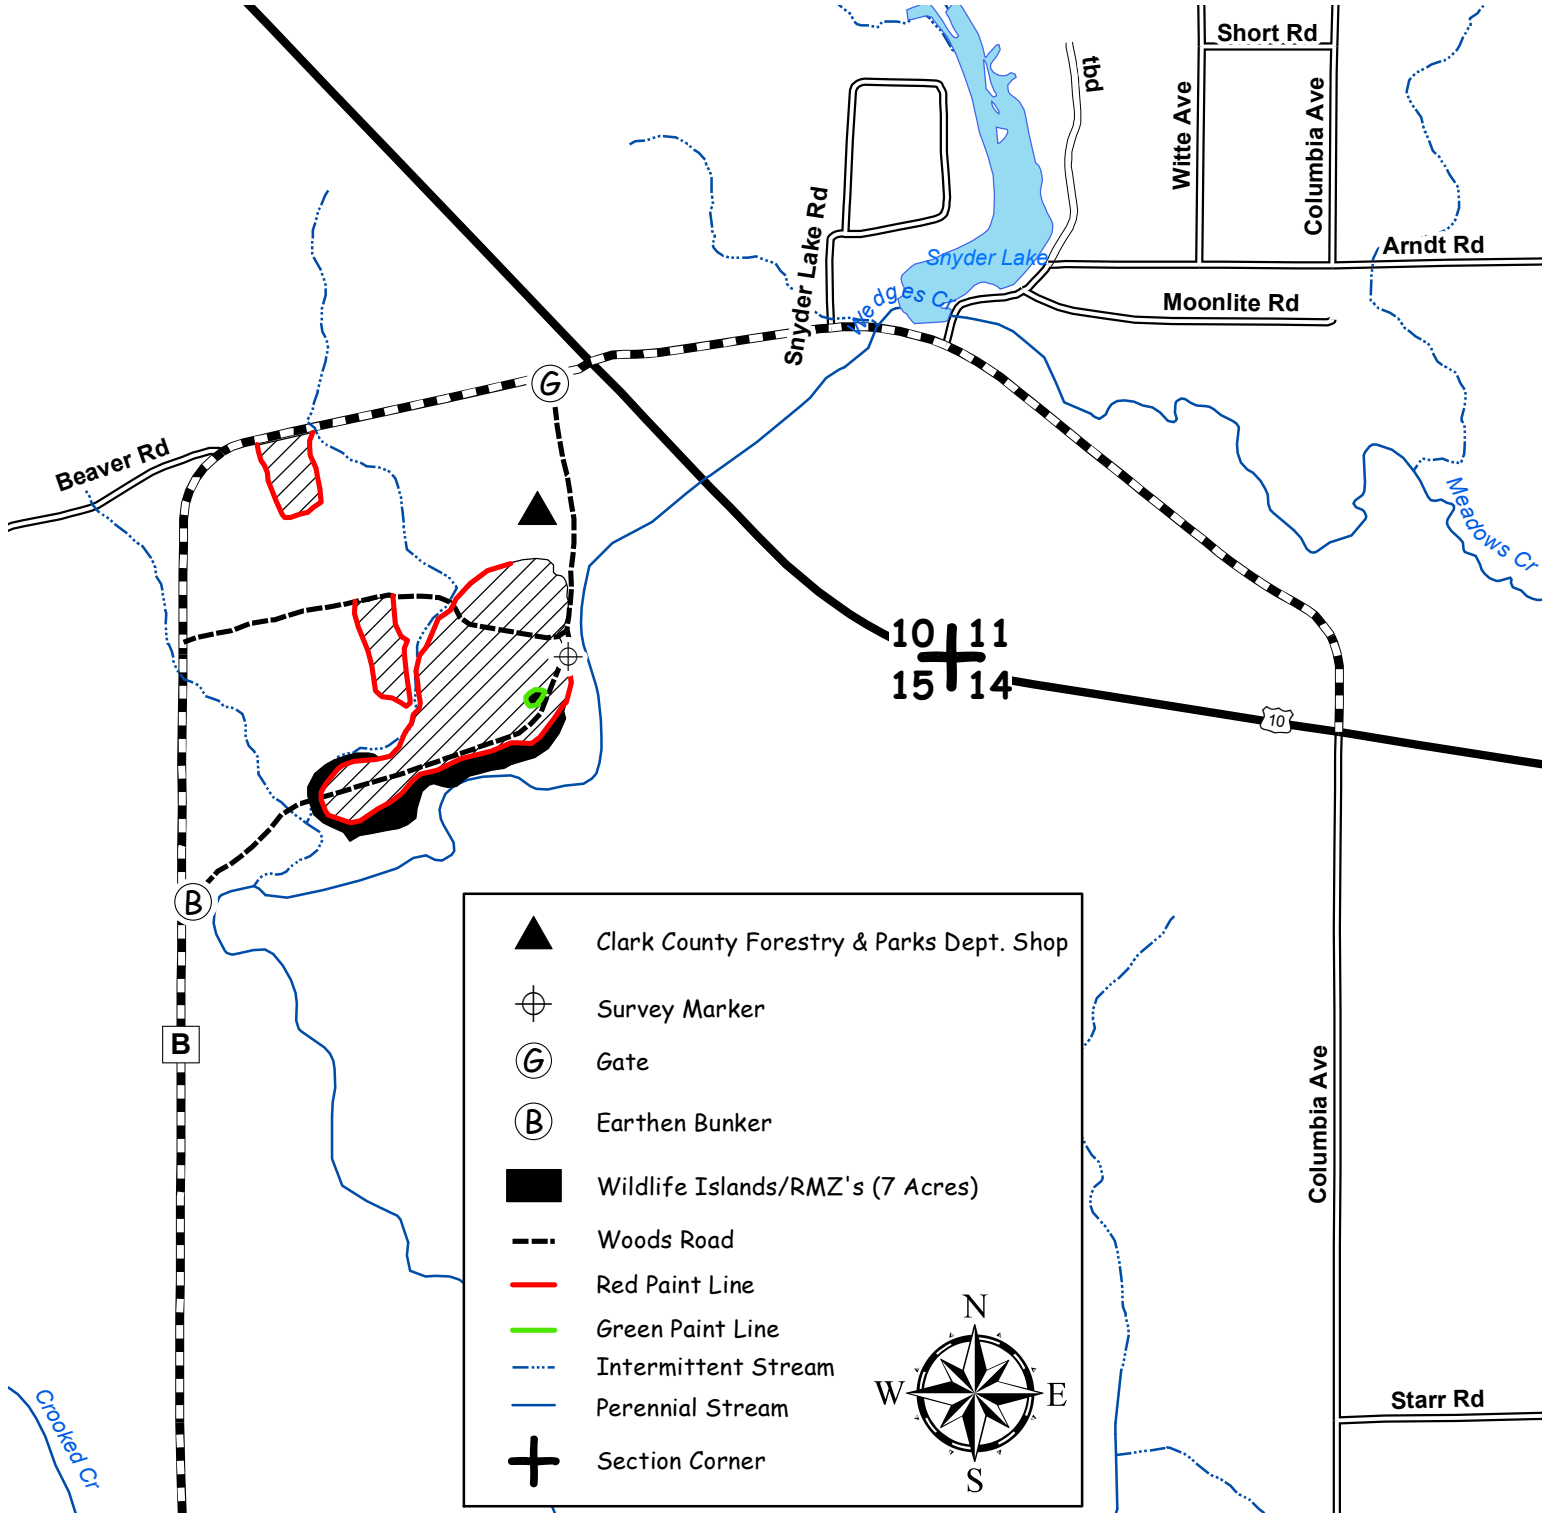 Short Rd
tbd
Witte Ave
Columbia Ave
Snyder Lake Rd
Snyder Lake
Arndt Rd
Wedges Cr
Moonlite Rd
G
Beaver Rd
Meadows Cr
10 11
15 14
10
B
B
Clark County Forestry & Parks Dept. Shop
Survey Marker
G Gate
B Earthen Bunker
Wildlife Islands/RMZ's (7 Acres)
Woods Road
Red Paint Line
Green Paint Line
Intermittent Stream
Perennial Stream
Section Corner
N
W E
S
Columbia Ave
Starr Rd
Crooked Cr